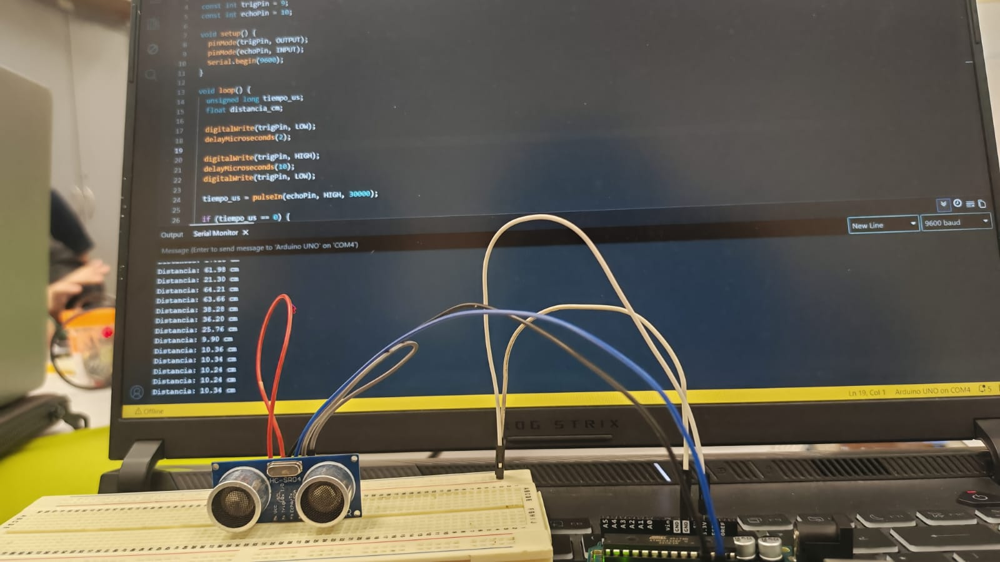 4 const int trigPin = 9;
5 const int echoPin = 10;
6
7 void setup() {
8 pinMode(trigPin, OUTPUT);
9 pinMode(echoPin, INPUT);
10 Serial.begin(9600);
11 }
12
13 void loop() {
14 unsigned long tiempo_us;
15 float distancia_cm;
16
17 digitalWrite(trigPin, LOW);
18 delayMicroseconds(2);
19
20 digitalWrite(trigPin, HIGH);
21 delayMicroseconds(10);
22 digitalWrite(trigPin, LOW);
23
24 tiempo_us = pulseIn(echoPin, HIGH, 30000);
25
26 if (tiempo_us == 0) {
Output Serial Monitor X
New Line 9600 baud
Message (Enter to send message to 'Arduino UNO' on 'COM4')
Distancia: 61.98 cm
Distancia: 21.30 cm
Distancia: 64.21 cm
Distancia: 63.66 cm
Distancia: 38.28 cm
Distancia: 36.20 cm
Distancia: 25.76 cm
Distancia: 9.90 cm
Distancia: 10.36 cm
Distancia: 10.34 cm
Distancia: 10.24 cm
Distancia: 10.24 cm
Distancia: 10.34 cm
Offline
Ln 19, Col 1 Arduino UNO on COM4 5
OG STRIX
HC-SR04
Vcc
A5 A4 A3 A2 A1 A0 Vin GND GND 3.3V